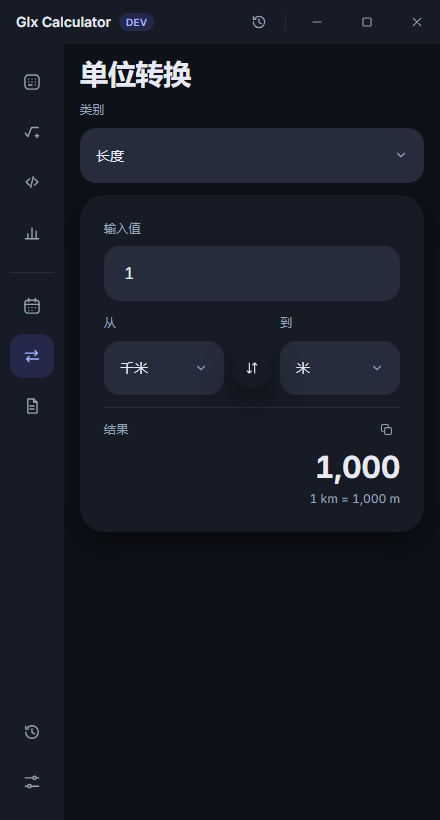 Glx Calculator DEV
单位转换
类别
长度
输入值
1
从 到
千米 米
结果
1,000
1 km = 1,000 m